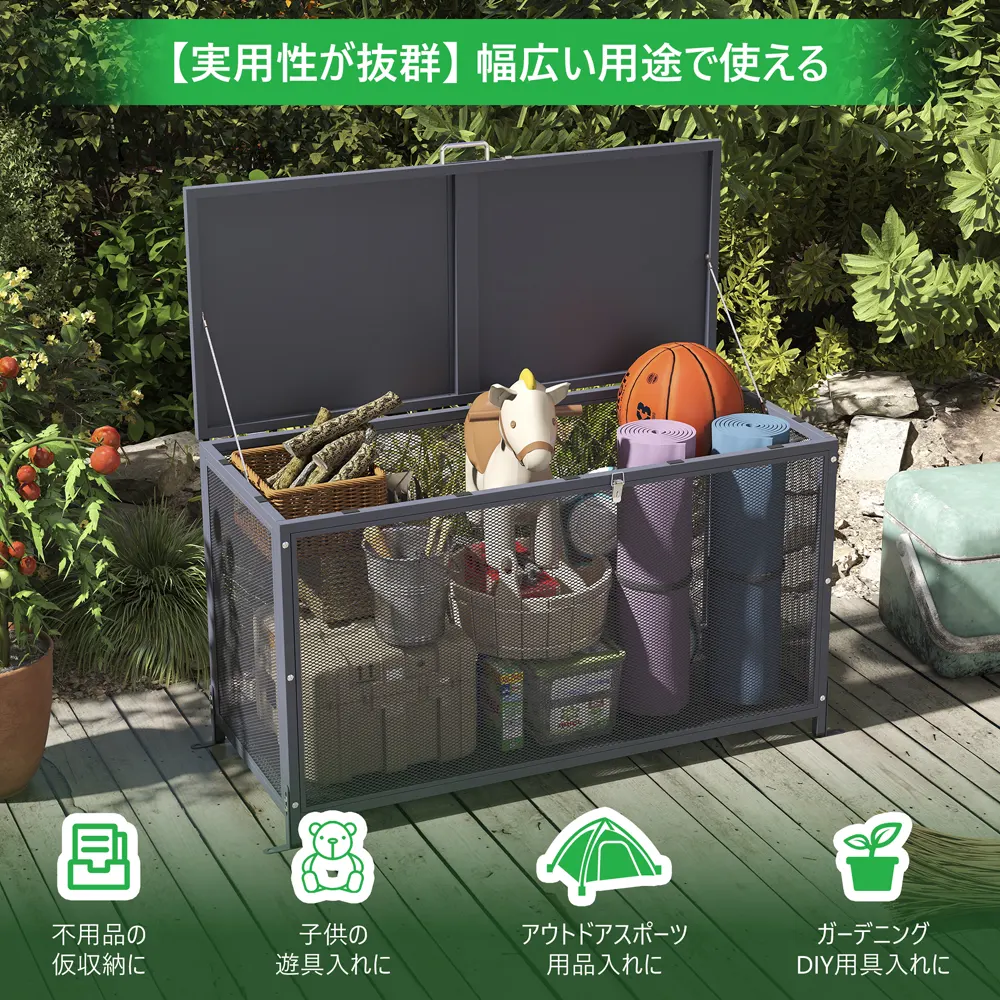 【実用性が抜群】幅広い用途で使える
不用品の
仮収納に
子供の
遊具入れに
アウトドアスポーツ
用品入れに
ガーデニング
DIY用具入れに